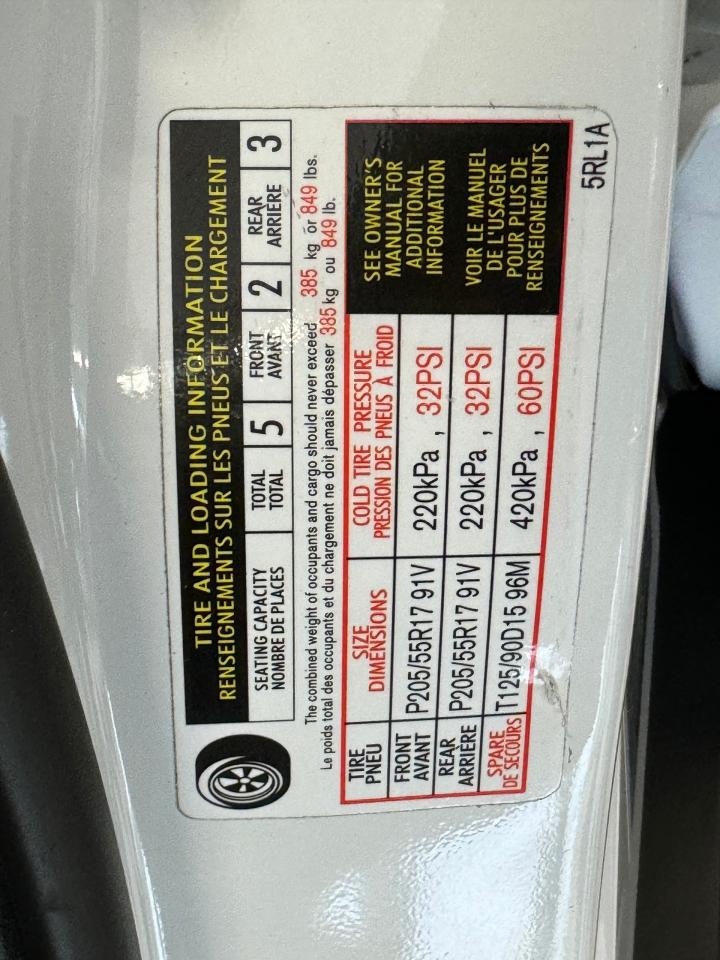 TIRE AND LOADING INFORMATION
RENSEIGNEMENTS SUR LES PNEUS ET LE CHARGEMENT
SEATING CAPACITY
NOMBRE DE PLACES
TOTAL
TOTAL
5
FRONT
AVANT
2
REAR
ARRIÈRE
3
The combined weight of occupants and cargo should never exceed 385 kg or 849 lbs.
Le poids total des occupants et du chargement ne doit jamais dépasser 385 kg ou 849 lb.
TIRE
PNEU
SIZE
DIMENSIONS
COLD TIRE PRESSURE
PRESSION DES PNEUS À FROID
FRONT
AVANT
P205/55R17 91V
220kPa , 32PSI
REAR
ARRIÈRE
P205/55R17 91V
220kPa , 32PSI
SPARE
DE SECOURS
T125/90D15 96M
420kPa , 60PSI
SEE OWNER'S
MANUAL FOR
ADDITIONAL
INFORMATION
VOIR LE MANUEL
DE L'USAGER
POUR PLUS DE
RENSEIGNEMENTS
5RL1A